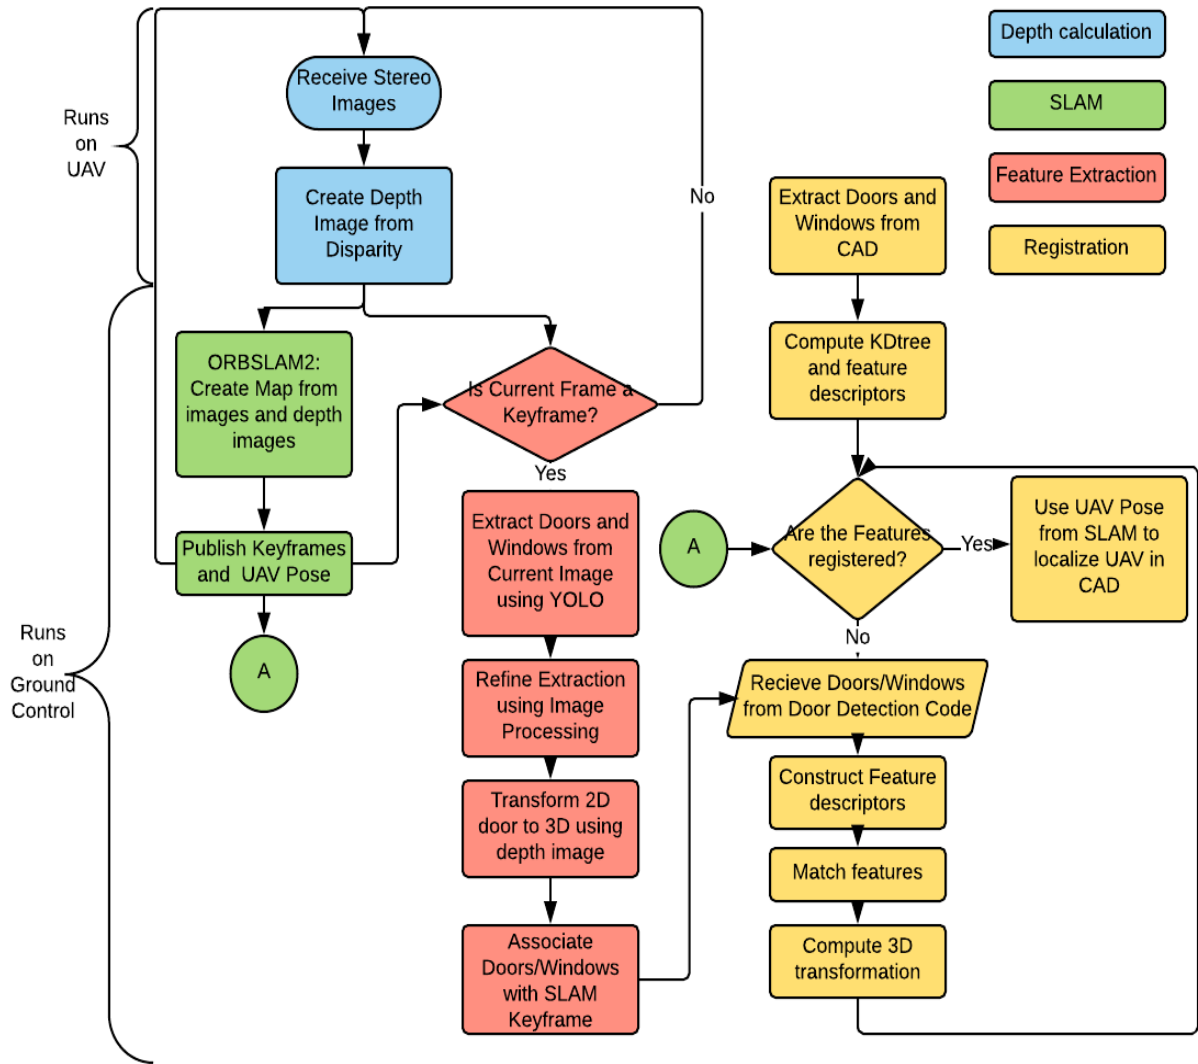 Runs
on
UAV
Receive Stereo
Images
Create Depth
Image from
Disparity
No
Depth calculation
SLAM
Feature Extraction
Registration
Runs
on
Ground
Control
ORBSLAM2:
Create Map from
images and depth
images
Publish Keyframes
and UAV Pose
A
Is Current Frame a
Keyframe?
Yes
Extract Doors and
Windows from
Current Image
using YOLO
Refine Extraction
using Image
Processing
Transform 2D
door to 3D using
depth image
Associate
Doors/Windows
with SLAM
Keyframe
Extract Doors and
Windows from
CAD
Compute KDtree
and feature
descriptors
A
Are the Features
registered?
Yes
Use UAV Pose
from SLAM to
localize UAV in
CAD
No
Recieve Doors/Windows
from Door Detection Code
Construct Feature
descriptors
Match features
Compute 3D
transformation